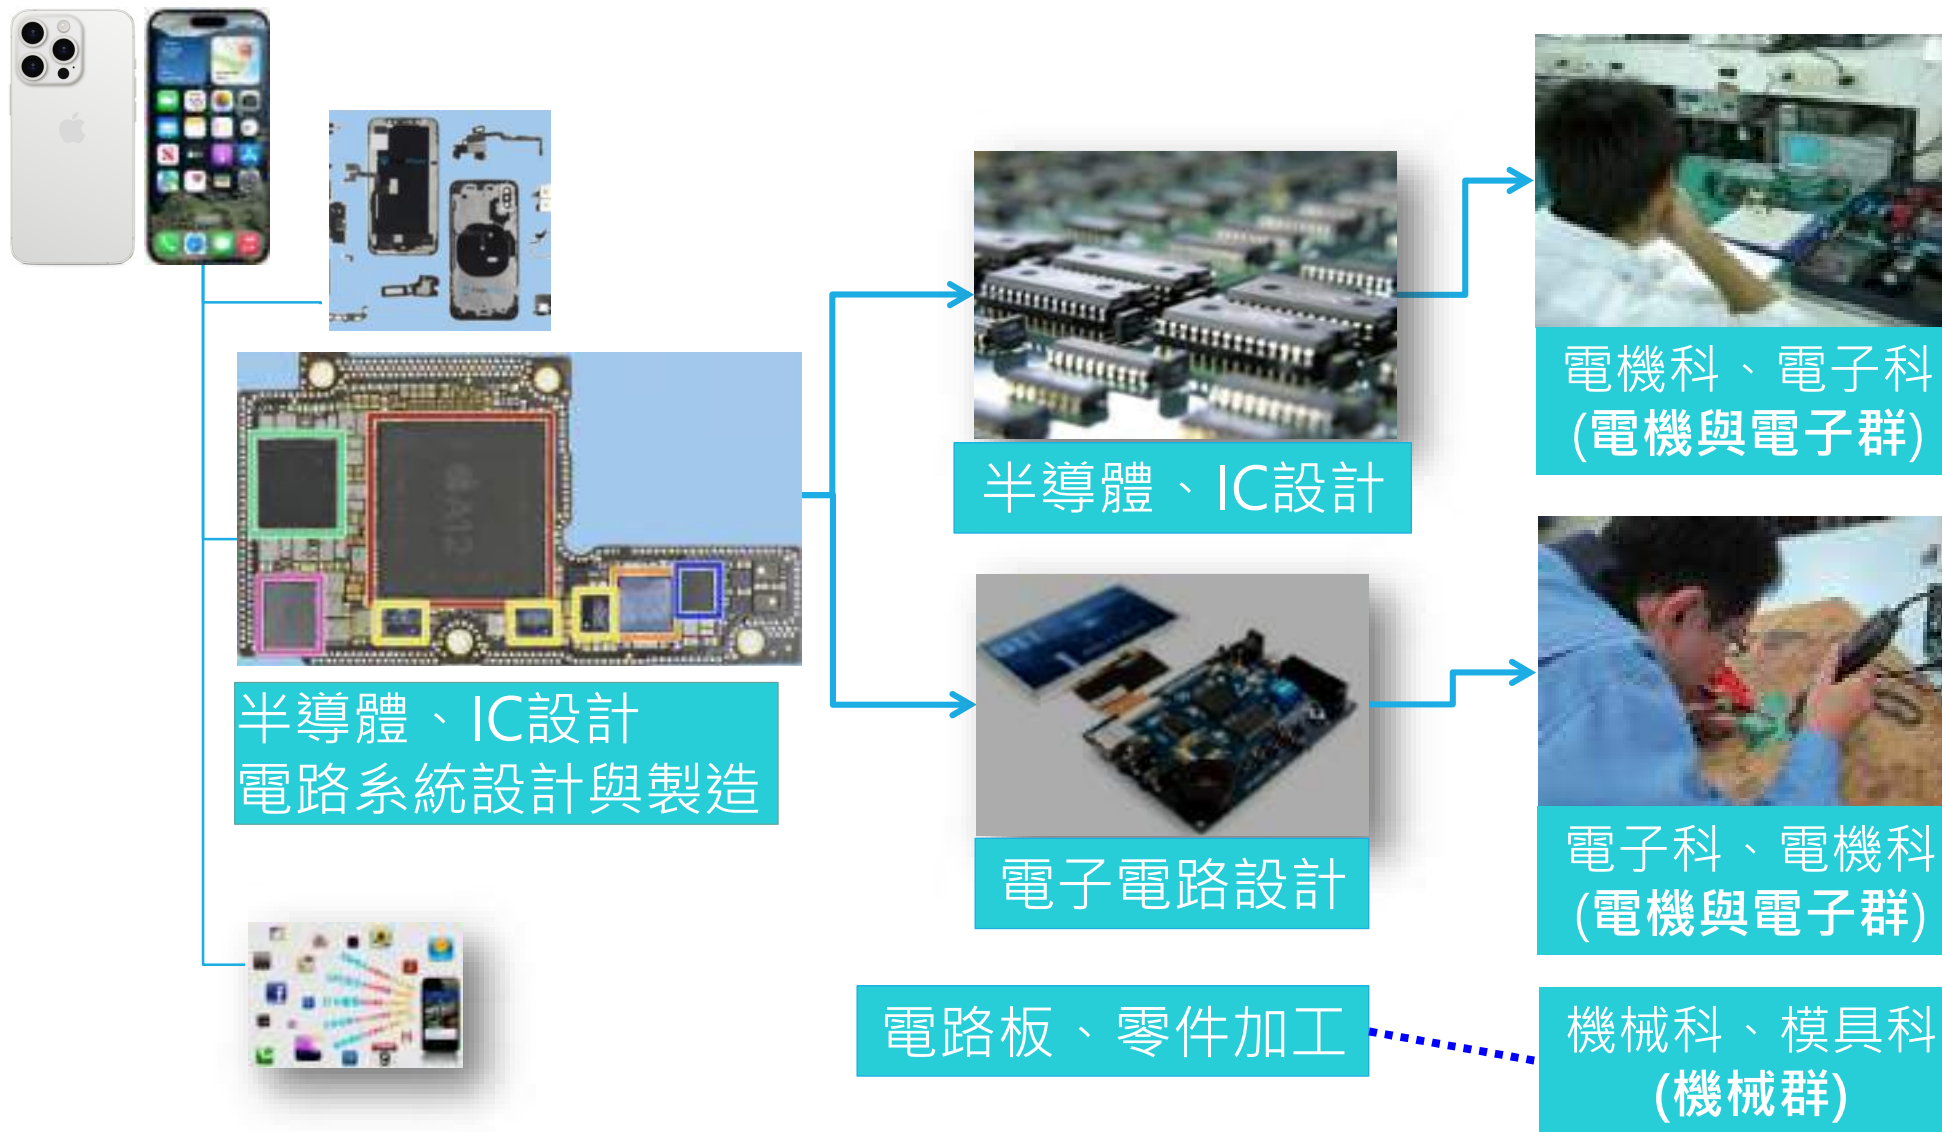 A12
半導體、IC設計
電路系統設計與製造
半導體、IC設計
電子電路設計
電路板、零件加工
電機科、電子科
(電機與電子群)
電子科、電機科
(電機與電子群)
機械科、模具科
(機械群)